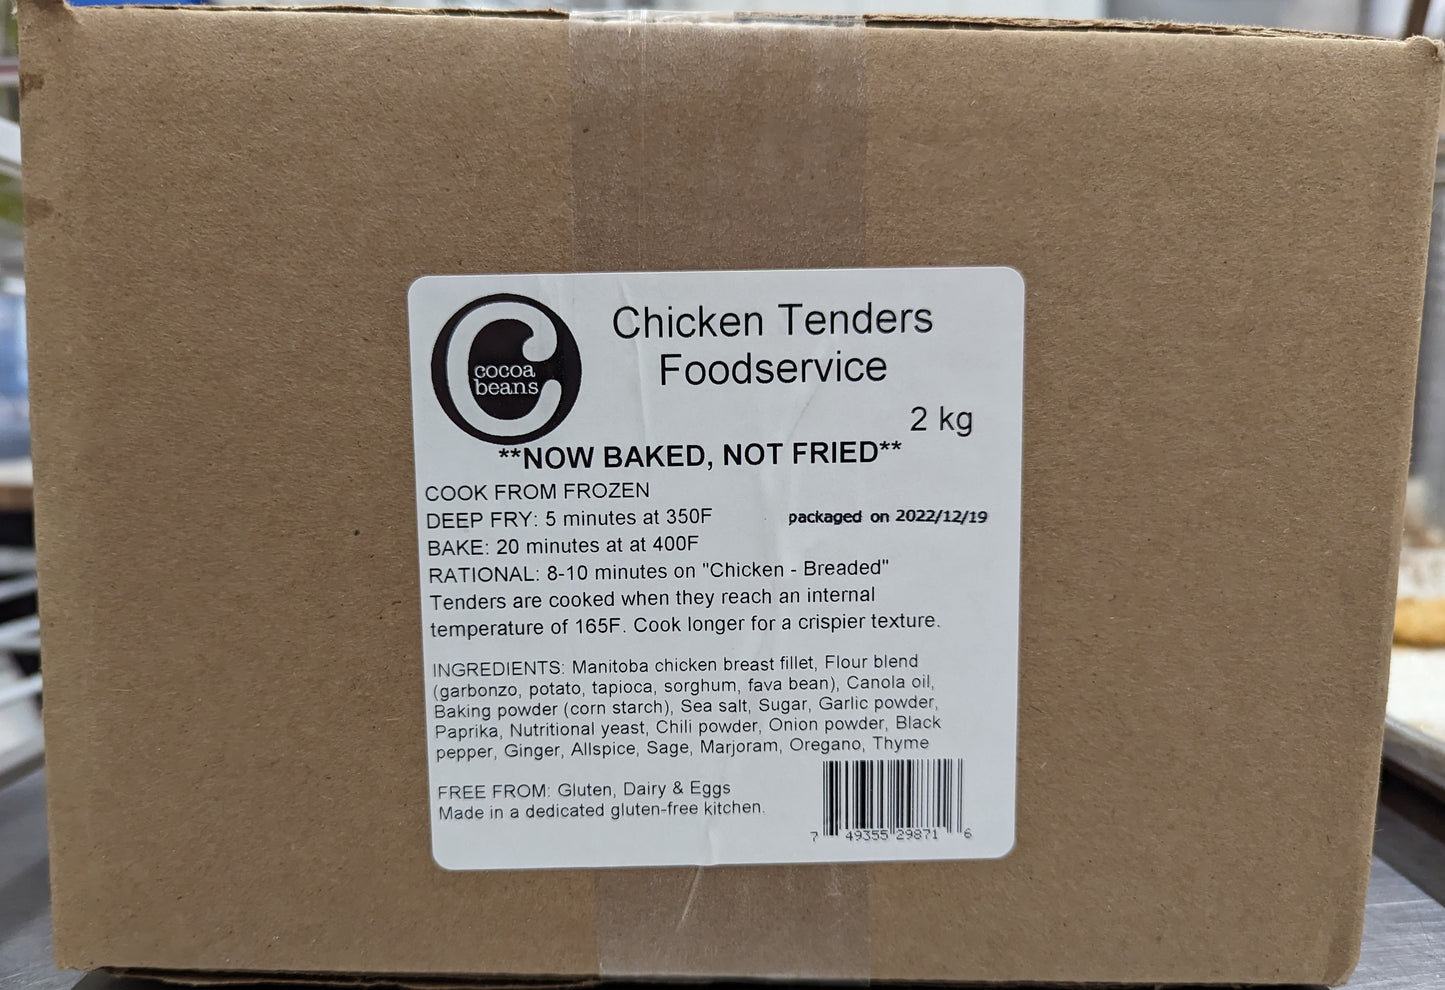 cocoa
beans
Chicken Tenders
Foodservice
2 kg
**NOW BAKED, NOT FRIED**
COOK FROM FROZEN
DEEP FRY: 5 minutes at 350F
packaged on 2022/12/19
BAKE: 20 minutes at at 400F
RATIONAL: 8-10 minutes on "Chicken - Breaded"
Tenders are cooked when they reach an internal
temperature of 165F. Cook longer for a crispier texture.
INGREDIENTS: Manitoba chicken breast fillet, Flour blend
(garbonzo, potato, tapioca, sorghum, fava bean), Canola oil,
Baking powder (corn starch), Sea salt, Sugar, Garlic powder,
Paprika, Nutritional yeast, Chili powder, Onion powder, Black
pepper, Ginger, Allspice, Sage, Marjoram, Oregano, Thyme
FREE FROM: Gluten, Dairy & Eggs
Made in a dedicated gluten-free kitchen.
7 49355 29871 6